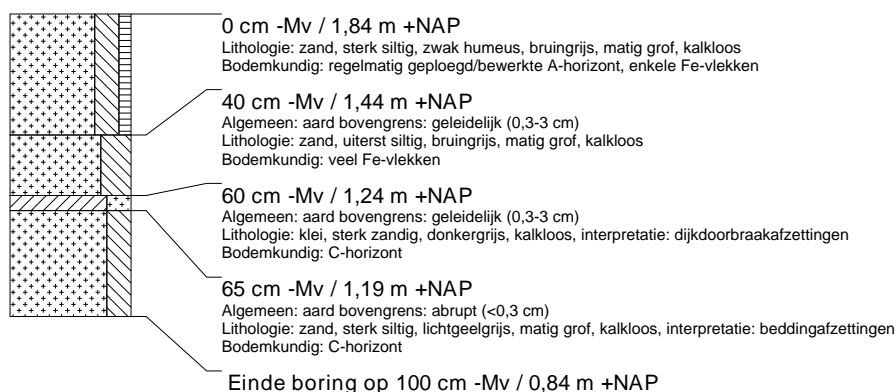 0 cm -Mv / 1,84 m +NAP
Lithologie: zand, sterk siltig, zwak humeus, bruingrijs, matig grof, kalkloos
Bodemkundig: regelmatig geploegd/bewerkte A-horizont, enkele Fe-vlekken
40 cm -Mv / 1,44 m +NAP
Algemeen: aard bovengrens: geleidelijk (0,3-3 cm)
Lithologie: zand, uiterst siltig, bruingrijs, matig grof, kalkloos
Bodemkundig: veel Fe-vlekken
60 cm -Mv / 1,24 m +NAP
Algemeen: aard bovengrens: geleidelijk (0,3-3 cm)
Lithologie: klei, sterk zandig, donkergrijs, kalkloos, interpretatie: dijkdoorbraakafzettingen
Bodemkundig: C-horizont
65 cm -Mv / 1,19 m +NAP
Algemeen: aard bovengrens: abrupt (<0,3 cm)
Lithologie: zand, sterk siltig, lichtgeelgrijs, matig grof, kalkloos, interpretatie: beddingafzettingen
Bodemkundig: C-horizont
Einde boring op 100 cm -Mv / 0,84 m +NAP